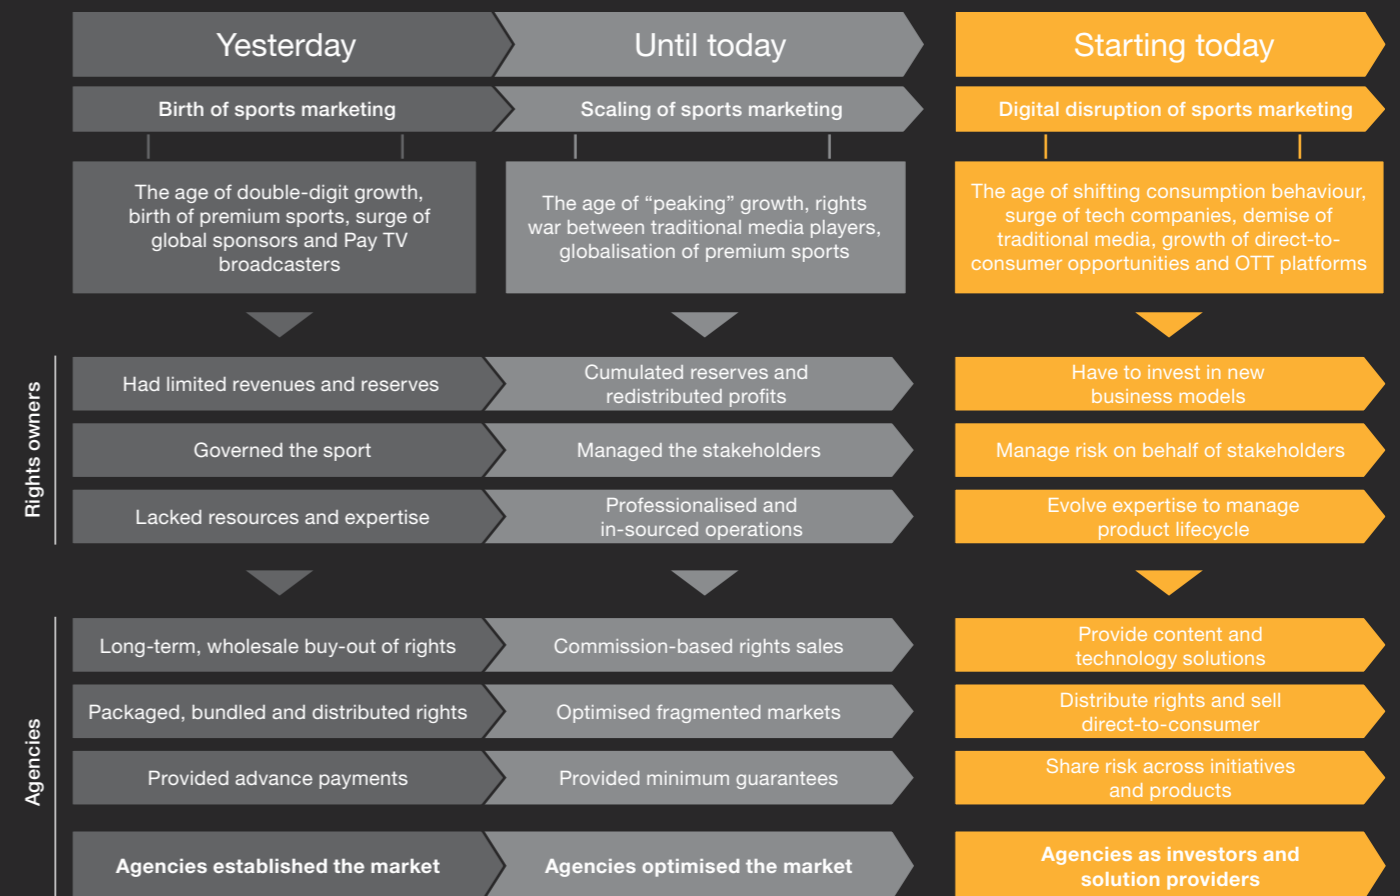 Yesterday
Until today
Starting today
Birth of sports marketing
Scaling of sports marketing
Digital disruption of sports marketing
The age of double-digit growth,
birth of premium sports, surge of
global sponsors and Pay TV
broadcasters
The age of “peaking” growth, rights
war between traditional media players,
globalisation of premium sports
The age of shifting consumption behaviour,
surge of tech companies, demise of
traditional media, growth of direct-to-
consumer opportunities and OTT platforms
Rights owners
Had limited revenues and reserves
Cumulated reserves and
redistributed profits
Have to invest in new
business models
Governed the sport
Managed the stakeholders
Manage risk on behalf of stakeholders
Lacked resources and expertise
Professionalised and
in-sourced operations
Evolve expertise to manage
product lifecycle
Agencies
Long-term, wholesale buy-out of rights
Commission-based rights sales
Provide content and
technology solutions
Packaged, bundled and distributed rights
Optimised fragmented markets
Distribute rights and sell
direct-to-consumer
Provided advance payments
Provided minimum guarantees
Share risk across initiatives
and products
Agencies established the market
Agencies optimised the market
Agencies as investors and
solution providers